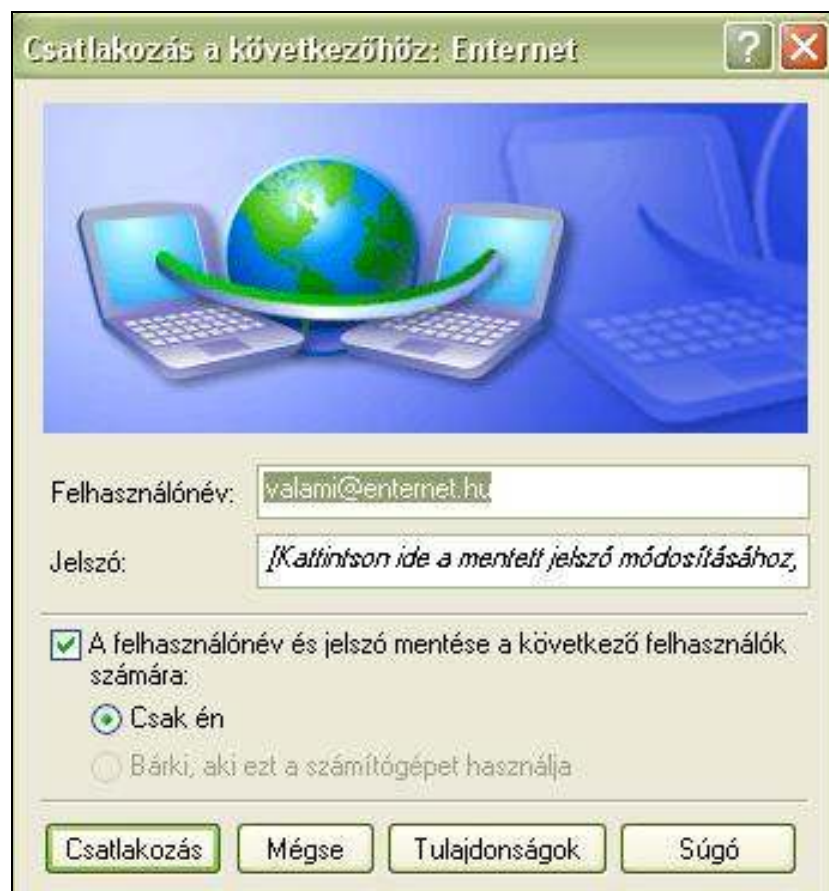 Csatlakozás a következőhöz: Enternet
Felhasználónév: valami@enternet.hu
Jelszó: [Kattintson ide a mentett jelszó módosításához,
A felhasználónév és jelszó mentése a következő felhasználók
számára:
Csak én
Bárki, aki ezt a számítógépet használja
Csatlakozás Mégse Tulajdonságok Súgó